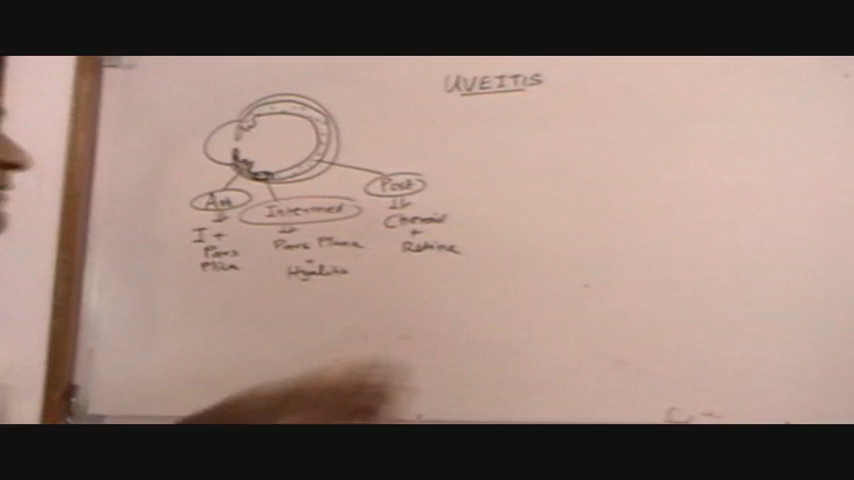 UVEITIS
Ant
Intermed
Post
I +
Pars
Plica
Pars Plana
+
Hyalitis
Choroid
+
Retina